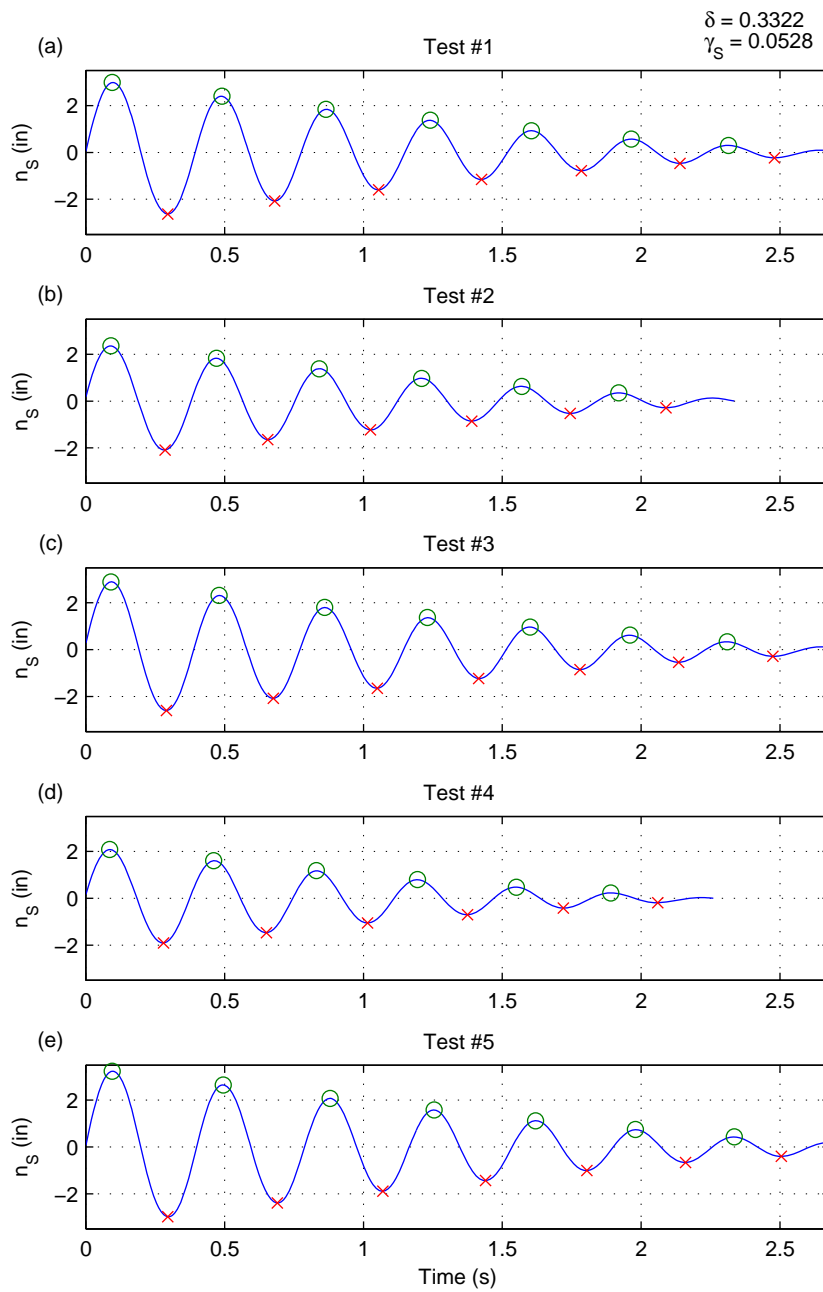 δ = 0.3322
γS = 0.0528
(a)
Test #1
nS (in)
2
0
−2
0 0.5 1 1.5 2 2.5
(b)
Test #2
nS (in)
2
0
−2
0 0.5 1 1.5 2 2.5
(c)
Test #3
nS (in)
2
0
−2
0 0.5 1 1.5 2 2.5
(d)
Test #4
nS (in)
2
0
−2
0 0.5 1 1.5 2 2.5
(e)
Test #5
nS (in)
2
0
−2
0 0.5 1 1.5 2 2.5
Time (s)